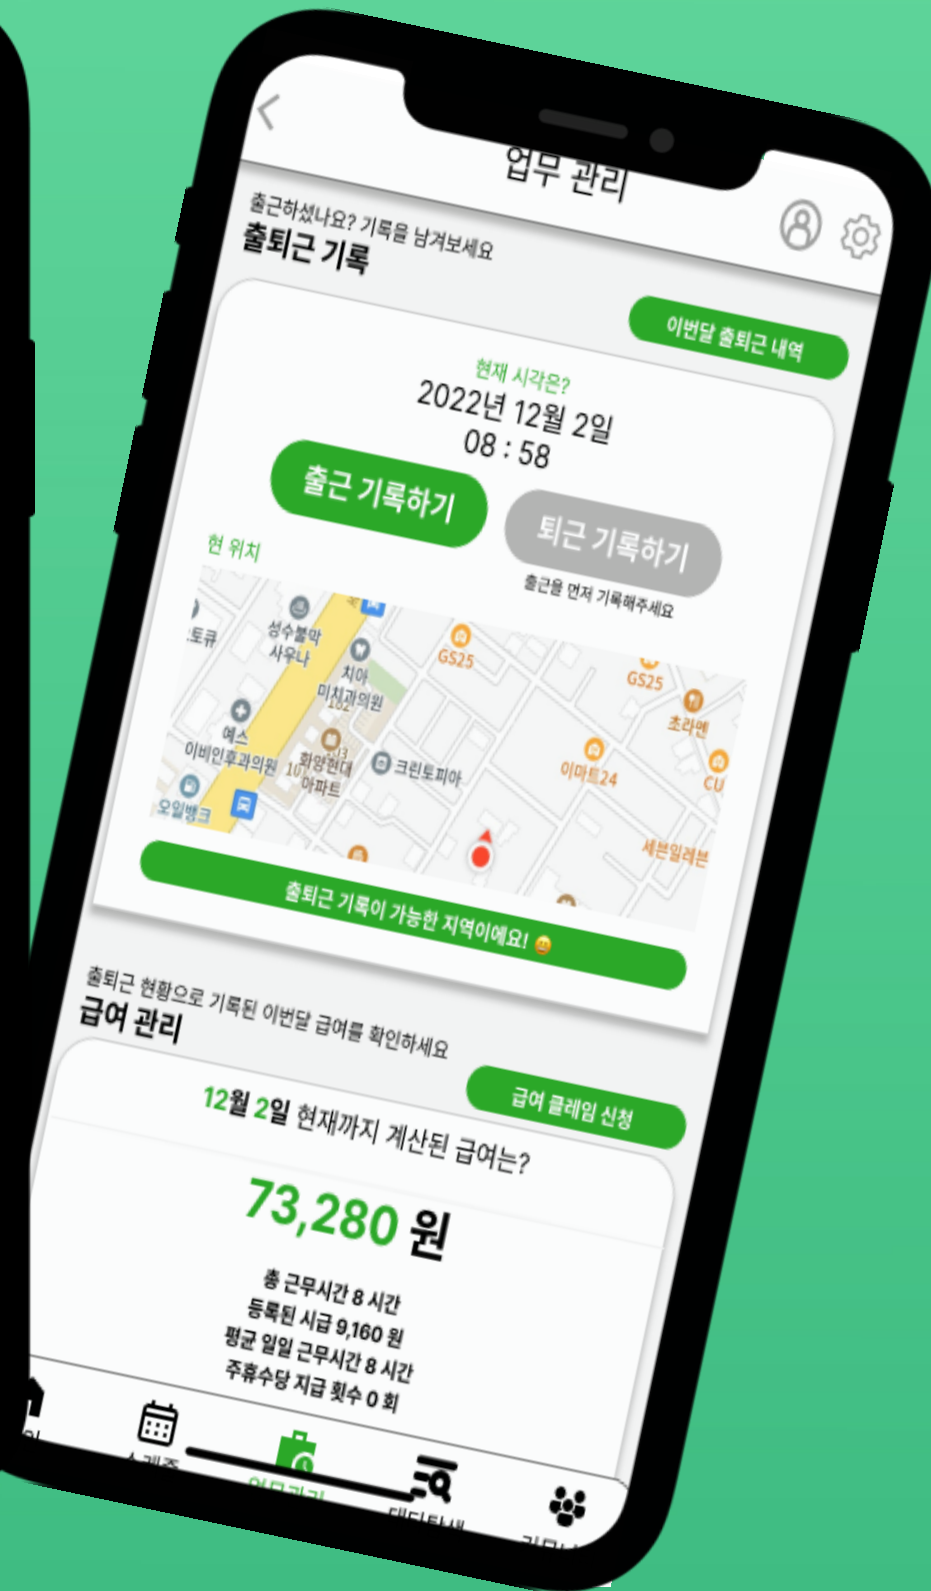 업무 관리
출근하셨나요? 기록을 남겨보세요
출퇴근 기록
이번달 출퇴근 내역
현재 시각은?
2022년 12월 2일
08 : 58
출근 기록하기
퇴근 기록하기
출근을 먼저 기록해주세요
현 위치
성수불막
사우나
치아
미치과의원
GS25
GS25
초라멘
예스
이비인후과의원
화양현대
아파트
크린토피아
이마트24
CU
오일뱅크
세븐일레븐
출퇴근 기록이 가능한 지역이에요! 😀
출퇴근 현황으로 기록된 이번달 급여를 확인하세요
급여 관리
급여 클레임 신청
12월 2일 현재까지 계산된 급여는?
73,280 원
총 근무시간 8 시간
등록된 시급 9,160 원
평균 일일 근무시간 8 시간
주휴수당 지급 횟수 0 회
업무관리